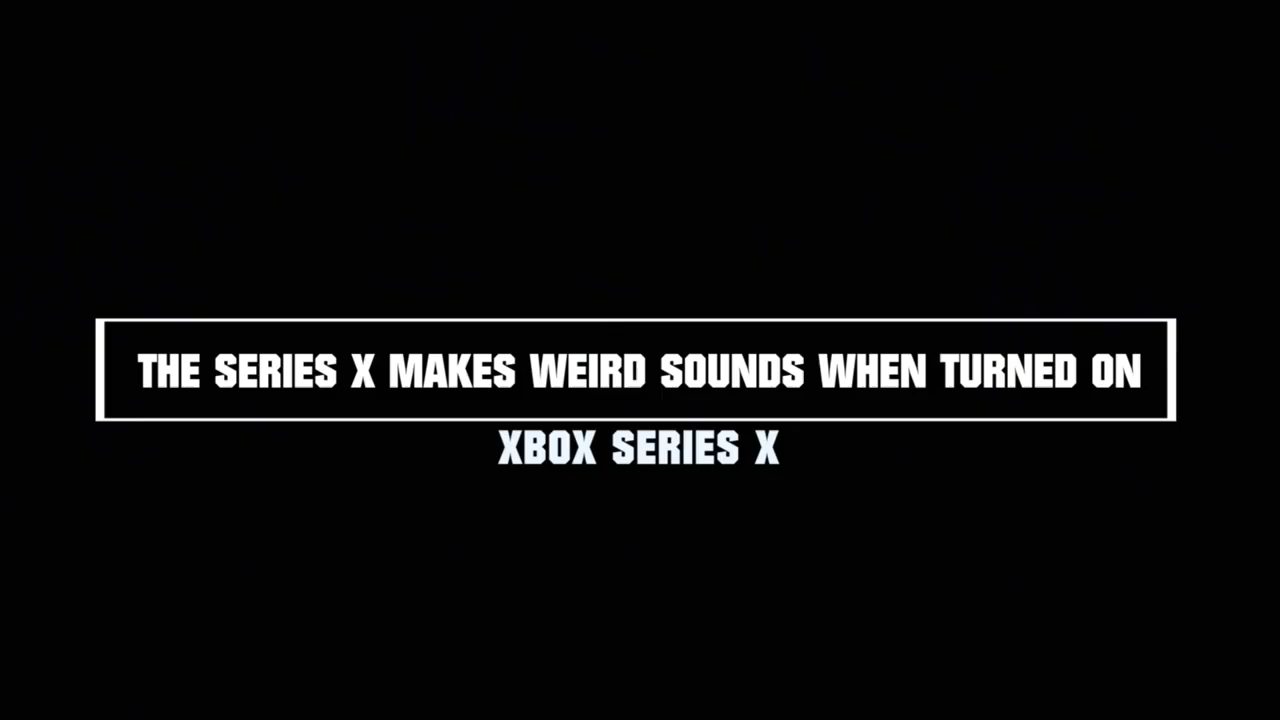 THE SERIES X MAKES WEIRD SOUNDS WHEN TURNED ON
XBOX SERIES X